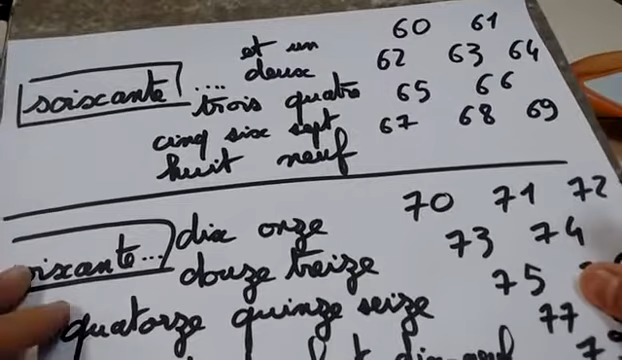 et un 60 61
deux 62 63 64
soixante .... trois quatre 65 66
cinq six sept 67 68 69
huit neuf
70 71 72
dix onze 73 74
oixante... douze treize 75
quatorze quinze seize 77